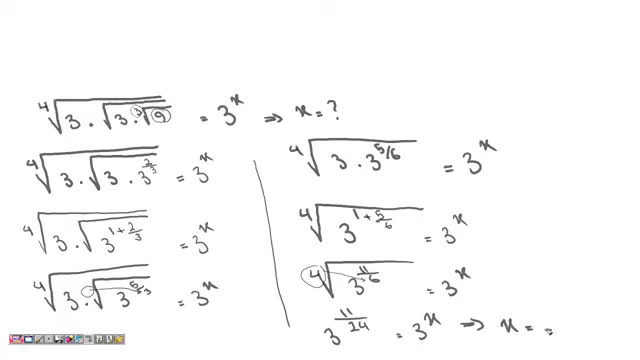 ⁴√(3 · √(3 · ³√9)) = 3^x ⇒ x = ?
⁴√(3 · √(3 · 3^(2/3))) = 3^x
⁴√(3 · √(3^(1+2/3))) = 3^x
⁴√(3 · √(3^(5/3))) = 3^x
⁴√(3 · 3^(5/6)) = 3^x
⁴√(3^(1+5/6)) = 3^x
⁴√(3^(11/6)) = 3^x
3^(11/24) = 3^x ⇒ x = =